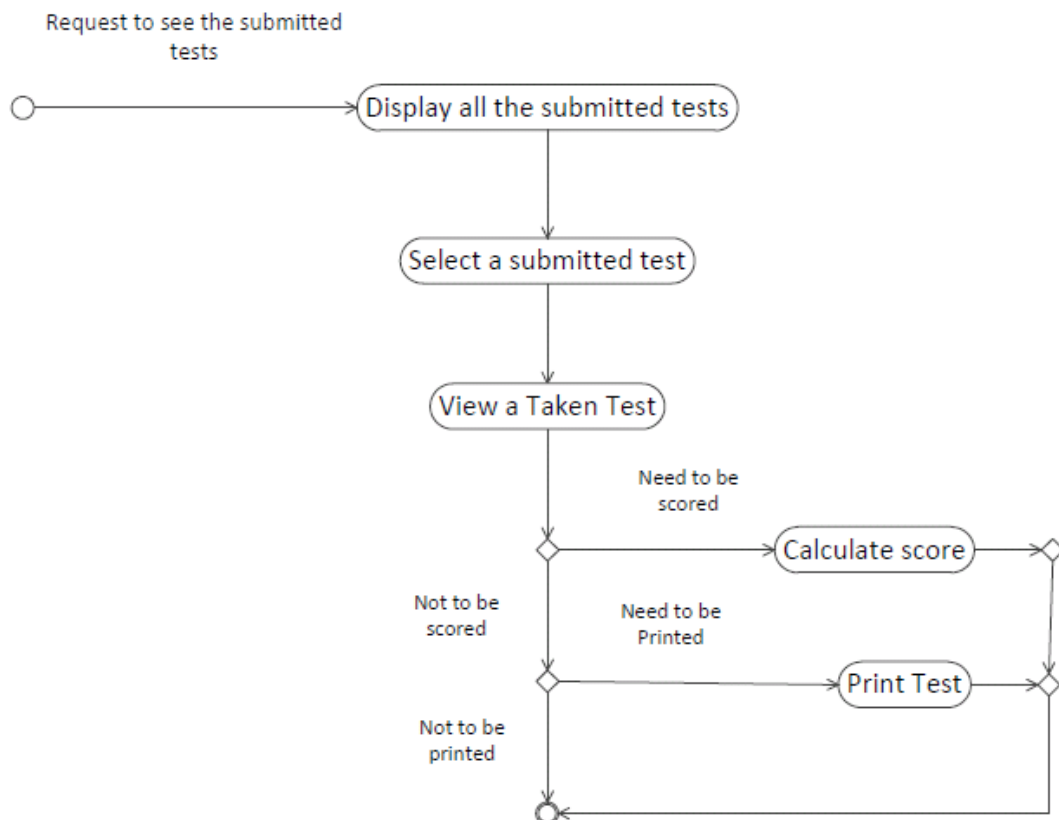 Request to see the submitted
tests
Display all the submitted tests
Select a submitted test
View a Taken Test
Need to be
scored
Calculate score
Not to be
scored
Need to be
Printed
Print Test
Not to be
printed